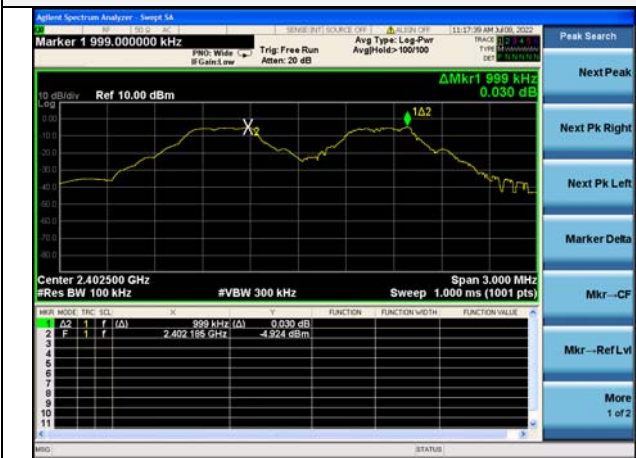 Agilent Spectrum Analyzer - Swept SA
RF 50 Ω AC SENSE:INT SOURCE OFF ALIGN OFF 11:17:39 AM Jul 08, 2022
Marker 1 999.000000 kHz
PNO: Wide
IFGain:Low
Trig: Free Run
Atten: 20 dB
Avg Type: Log-Pwr
Avg|Hold:>100/100
TRACE
TYPE
DET
Peak Search
Next Peak
Next Pk Right
Next Pk Left
Marker Delta
Mkr→CF
Mkr→RefLvl
More
1 of 2
ΔMkr1 999 kHz
0.030 dB
10 dB/div Ref 10.00 dBm
Log
0.00
-10.0
-20.0
-30.0
-40.0
-50.0
-60.0
-70.0
-80.0
1Δ2
X2
Center 2.402500 GHz
#Res BW 100 kHz
#VBW 300 kHz
Span 3.000 MHz
Sweep 1.000 ms (1001 pts)
MKR MODE TRC SCL X Y FUNCTION FUNCTION WIDTH FUNCTION VALUE
1 Δ2 1 f (Δ) 999 kHz (Δ) 0.030 dB
2 F 1 f 2.402 185 GHz -4.924 dBm
3
4
5
6
7
8
9
10
11
MSG STATUS